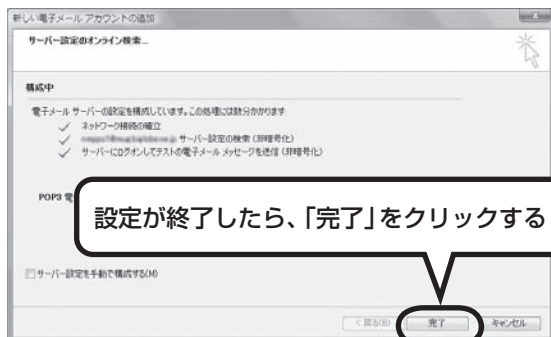 新しい電子メール アカウントの追加
サーバー設定のオンライン検索...
構成中
電子メール サーバーの設定を構成しています。この処理には数分かかります
ネットワーク接続の確立
サーバー設定の検索 (非暗号化)
サーバーにログオンしてテストの電子メール メッセージを送信 (非暗号化)
POP3 電
設定が終了したら、「完了」をクリックする
サーバー設定を手動で構成する(M)
< 戻る(B) 完了 キャンセル